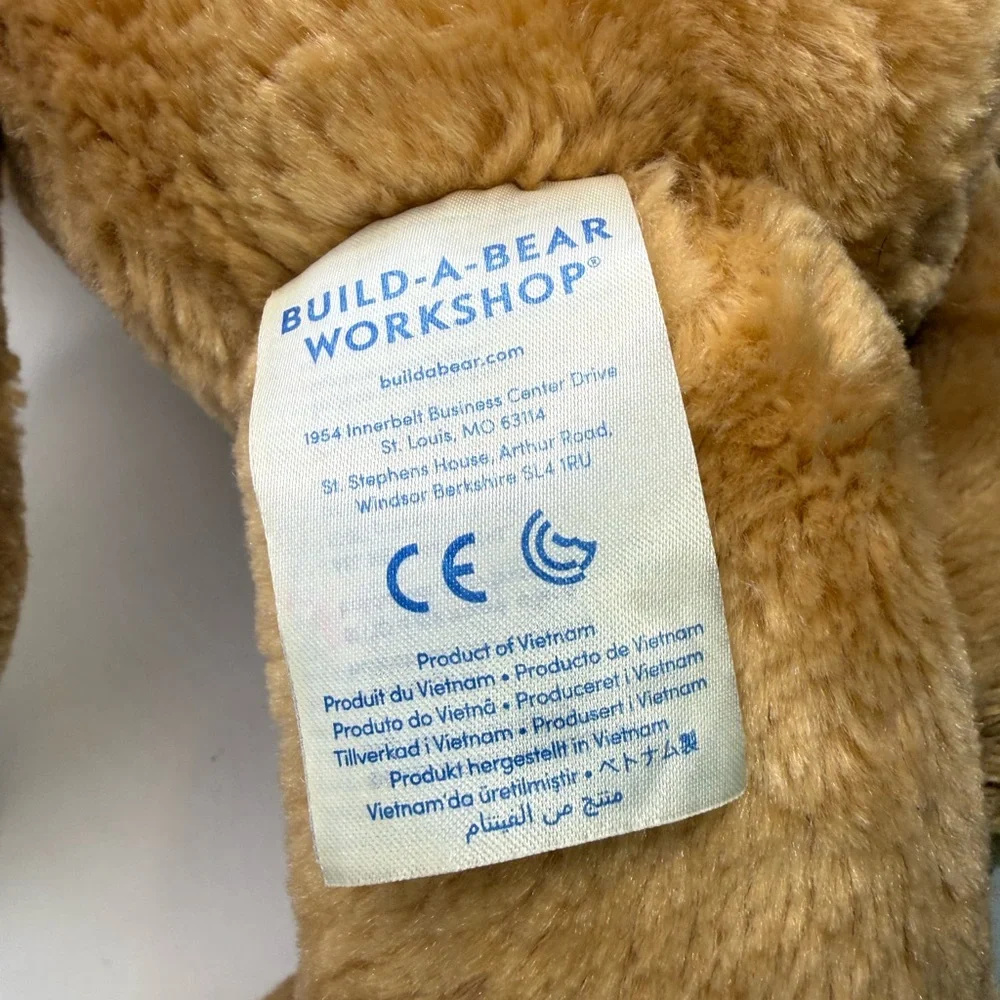 BUILD-A-BEAR
WORKSHOP®
buildabear.com
1954 Innerbelt Business Center Drive
St. Louis, MO 63114
St. Stephens House, Arthur Road,
Windsor Berkshire SL4 1RU
CE
Product of Vietnam
Produit du Vietnam • Producto de Vietnam
Produto do Vietnã • Produceret i Vietnam
Tillverkad i Vietnam • Produsert i Vietnam
Produkt hergestellt in Vietnam
Vietnam'da üretilmiştir • ベトナム製
منتج من الفيتنام